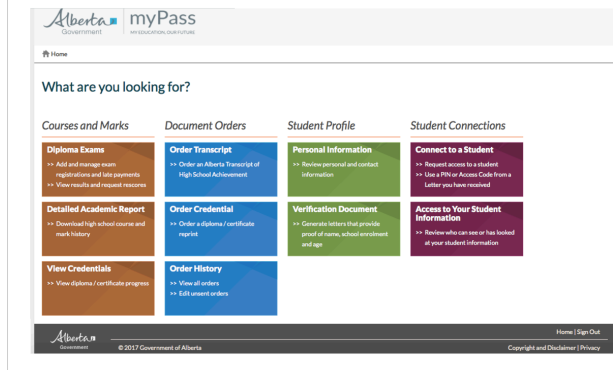 Alberta Government
myPass
MY EDUCATION, OUR FUTURE
Home
What are you looking for?
Courses and Marks
Diploma Exams
>> Add and manage exam
registrations and late payments
>> View results and request rescores
Detailed Academic Report
>> Download high school course and
mark history
View Credentials
>> View diploma / certificate progress
Document Orders
Order Transcript
>> Order an Alberta Transcript of
High School Achievement
Order Credential
>> Order a diploma / certificate
reprint
Order History
>> View all orders
>> Edit unsent orders
Student Profile
Personal Information
>> Review personal and contact
information
Verification Document
>> Generate letters that provide
proof of name, school enrolment
and age
Student Connections
Connect to a Student
>> Request access to a student
>> Use a PIN or Access Code from a
Letter you have received
Access to Your Student
Information
>> Review who can see or has looked
at your student information
Home | Sign Out
Alberta Government
© 2017 Government of Alberta
Copyright and Disclaimer | Privacy